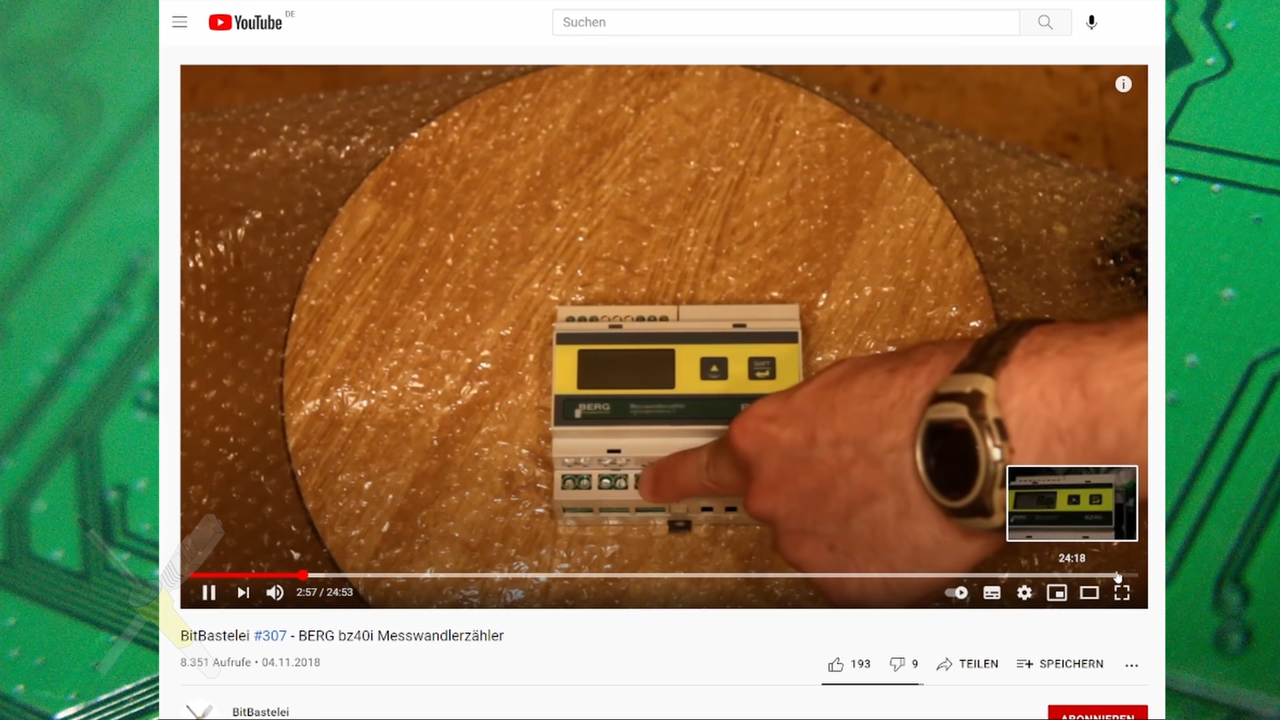 YouTube DE
Suchen
BERG
24:18
2:57 / 24:53
BitBastelei #307 - BERG bz40i Messwandlerzähler
8.351 Aufrufe • 04.11.2018
193
9
TEILEN
SPEICHERN
BitBastelei
ABONNIEREN